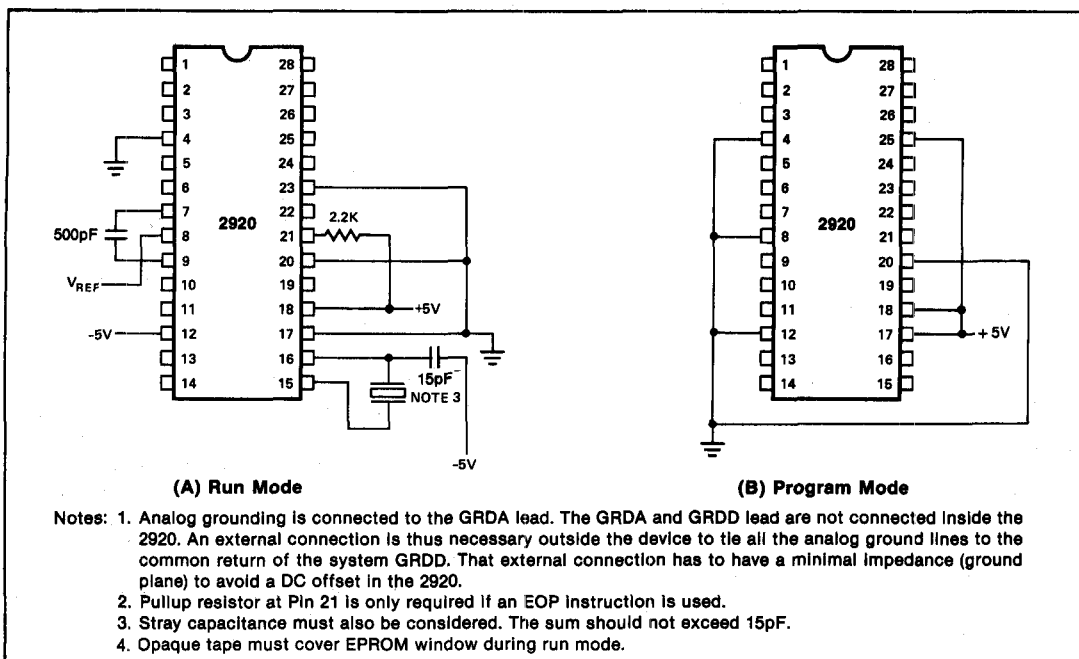 1 28
2 27
3 26
4 25
5 24
6 23
7 22
8 21
9 20
10 19
11 18
12 17
13 16
14 15
2920
500pF
VREF
-5V
2.2K
+5V
15pF
NOTE 3
-5V
(A) Run Mode
1 28
2 27
3 26
4 25
5 24
6 23
7 22
8 21
9 20
10 19
11 18
12 17
13 16
14 15
2920
+5V
(B) Program Mode
Notes: 1. Analog grounding is connected to the GRDA lead. The GRDA and GRDD lead are not connected inside the
2920. An external connection is thus necessary outside the device to tie all the analog ground lines to the
common return of the system GRDD. That external connection has to have a minimal impedance (ground
plane) to avoid a DC offset in the 2920.
2. Pullup resistor at Pin 21 is only required if an EOP instruction is used.
3. Stray capacitance must also be considered. The sum should not exceed 15pF.
4. Opaque tape must cover EPROM window during run mode.